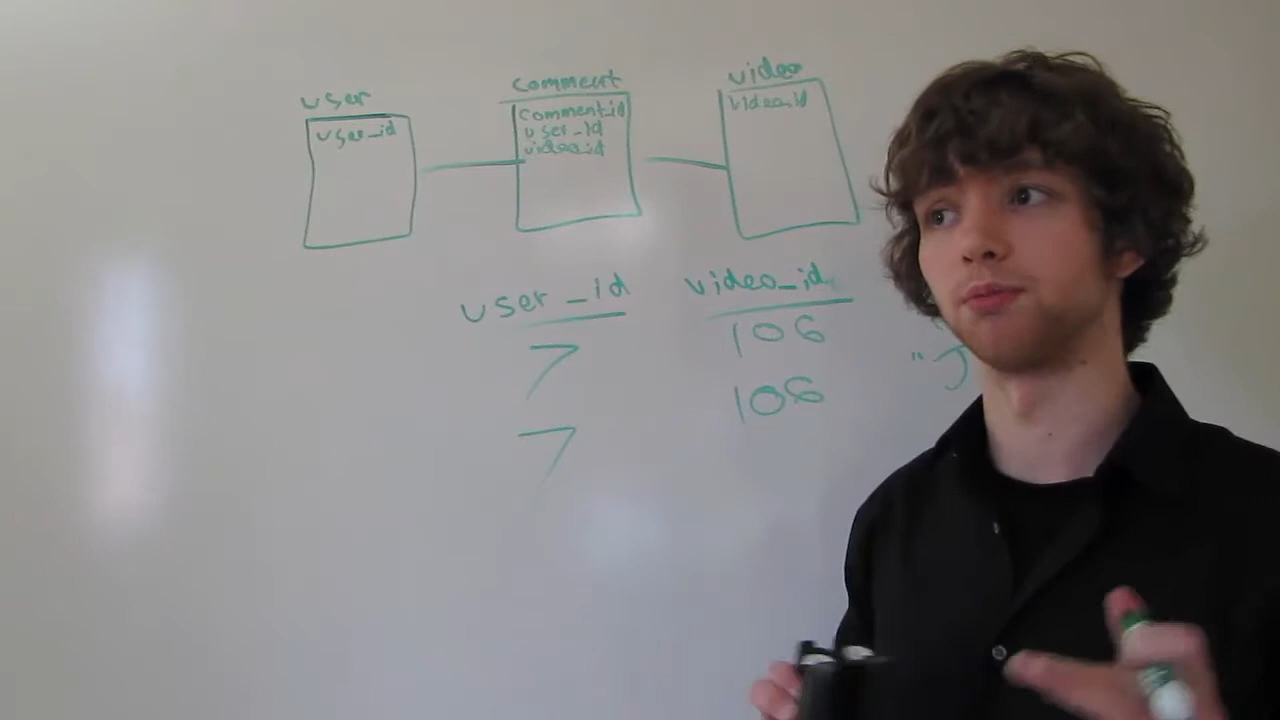 user
user_id
comment
comment_id
user_id
video_id
video
video_id
user_id video_id
7 106
7 106
"J